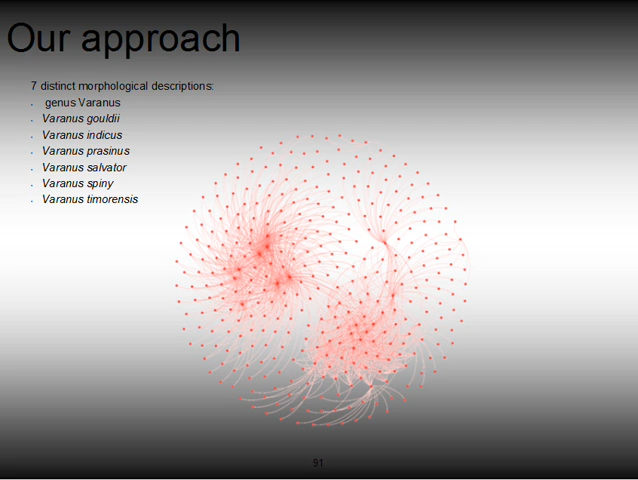 Our approach
7 distinct morphological descriptions:
. genus Varanus
. Varanus gouldii
. Varanus indicus
. Varanus prasinus
. Varanus salvator
. Varanus spiny
. Varanus timorensis
91